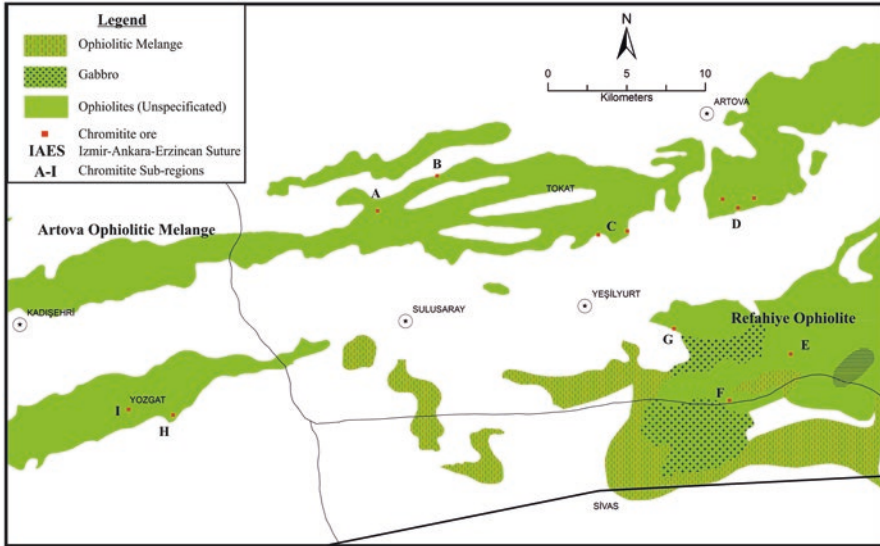 Legend
Ophiolitic Melange
Gabbro
Ophiolites (Unspecificated)
Chromitite ore
IAES Izmir-Ankara-Erzincan Suture
A-I Chromitite Sub-regions
N
0 5 10
Kilometers
ARTOVA
B
A
TOKAT
C
D
Artova Ophiolitic Melange
KADIŞEHRİ
SULUSARAY
YEŞİLYURT
Refahiye Ophiolite
G
E
YOZGAT
I
H
F
SİVAS